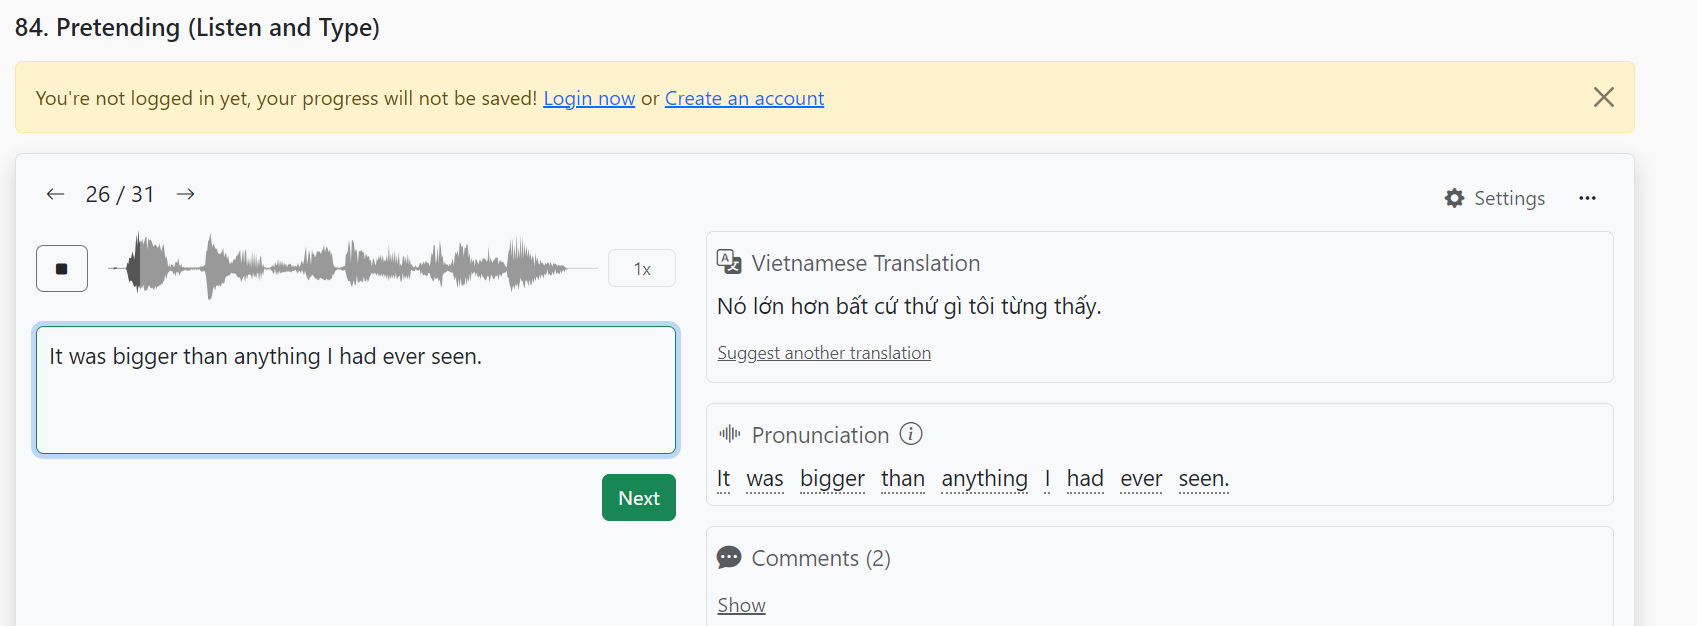 84. Pretending (Listen and Type)
You're not logged in yet, your progress will not be saved! Login now or Create an account
26 / 31
Settings
1x
It was bigger than anything I had ever seen.
Next
Vietnamese Translation
Nó lớn hơn bất cứ thứ gì tôi từng thấy.
Suggest another translation
Pronunciation
It was bigger than anything I had ever seen.
Comments (2)
Show